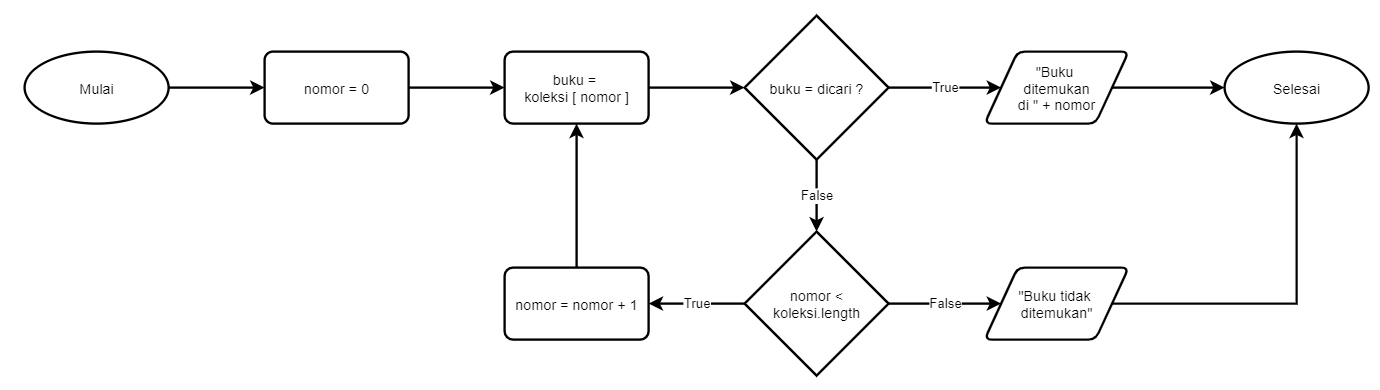 Mulai
nomor = 0
buku =
koleksi [ nomor ]
buku = dicari ?
True
"Buku
ditemukan
di " + nomor
Selesai
False
nomor = nomor + 1
True
nomor <
koleksi.length
False
"Buku tidak
ditemukan"